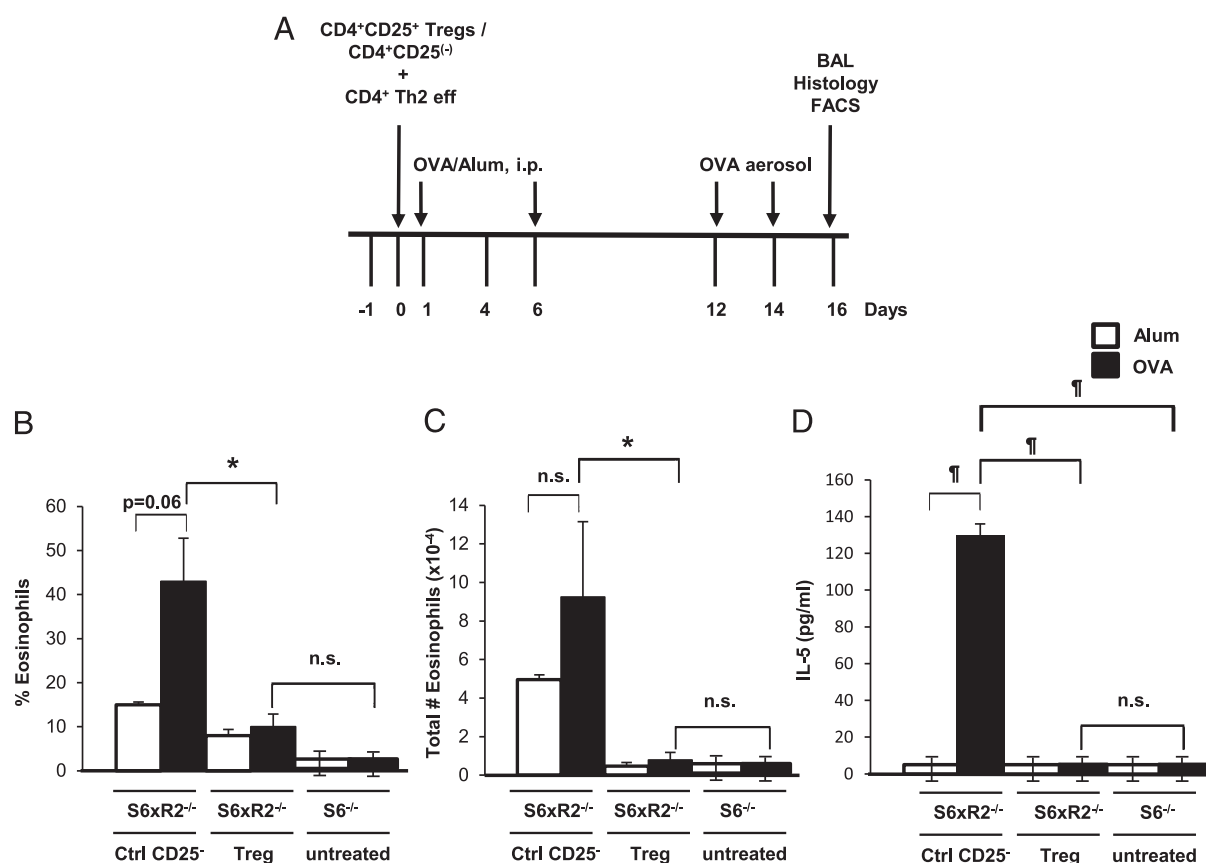 A
CD4⁺CD25⁺ Tregs /
CD4⁺CD25⁽⁻⁾
+
CD4⁺ Th2 eff
BAL
Histology
FACS
OVA/Alum, i.p.
OVA aerosol
-1 0 1 4 6 12 14 16 Days
Alum
OVA
B
p=0.06
*
n.s.
% Eosinophils
60
50
40
30
20
10
0
S6xR2⁻/⁻ S6xR2⁻/⁻ S6⁻/⁻
Ctrl CD25⁻ Treg untreated
C
n.s.
*
n.s.
Total # Eosinophils (x10⁻⁴)
14
12
10
8
6
4
2
0
S6xR2⁻/⁻ S6xR2⁻/⁻ S6⁻/⁻
Ctrl CD25⁻ Treg untreated
D
¶
¶
¶
n.s.
IL-5 (pg/ml)
160
140
120
100
80
60
40
20
0
S6xR2⁻/⁻ S6xR2⁻/⁻ S6⁻/⁻
Ctrl CD25⁻ Treg untreated